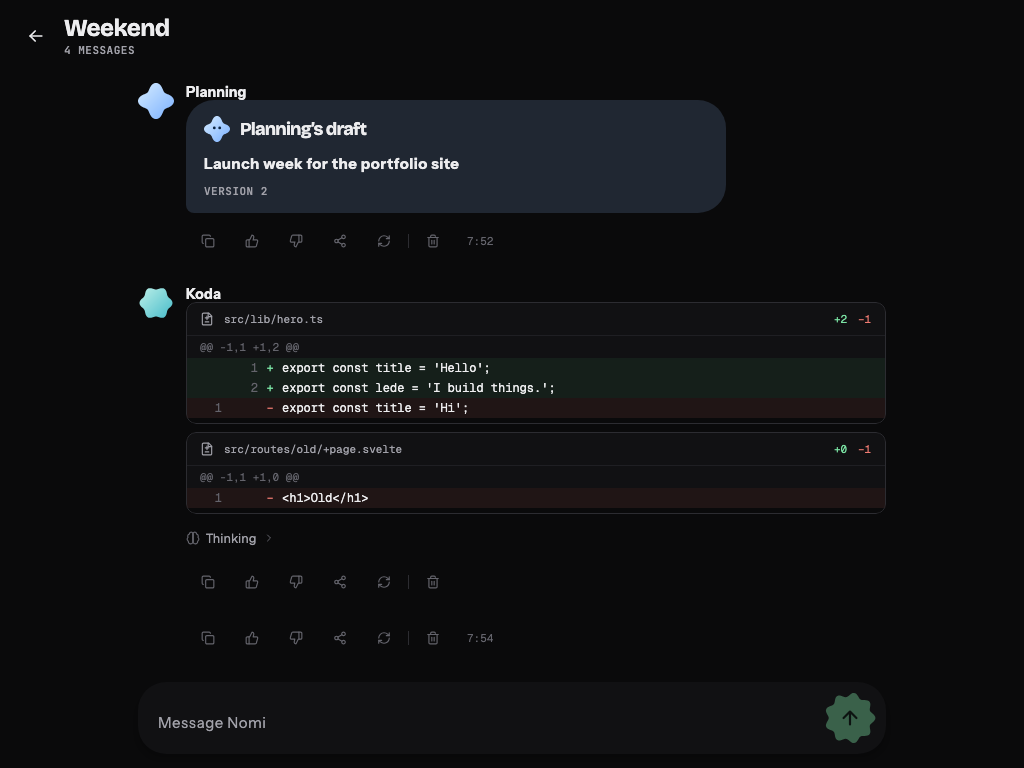 Weekend
4 MESSAGES
Planning
Planning's draft
Launch week for the portfolio site
VERSION 2
7:52
Koda
src/lib/hero.ts +2 −1
@@ -1,1 +1,2 @@
1 + export const title = 'Hello';
2 + export const lede = 'I build things.';
1 − export const title = 'Hi';
src/routes/old/+page.svelte +0 −1
@@ -1,1 +1,0 @@
1 − <h1>Old</h1>
Thinking
7:54
Message Nomi